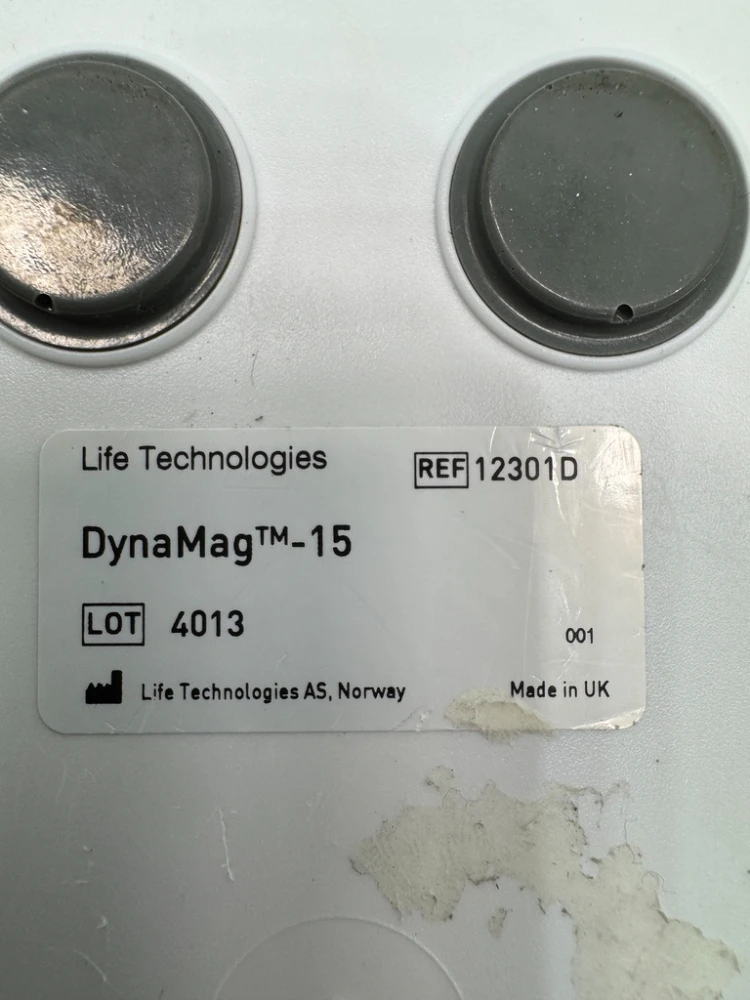 Life Technologies
REF 12301D
DynaMag™-15
LOT 4013
001
Life Technologies AS, Norway
Made in UK